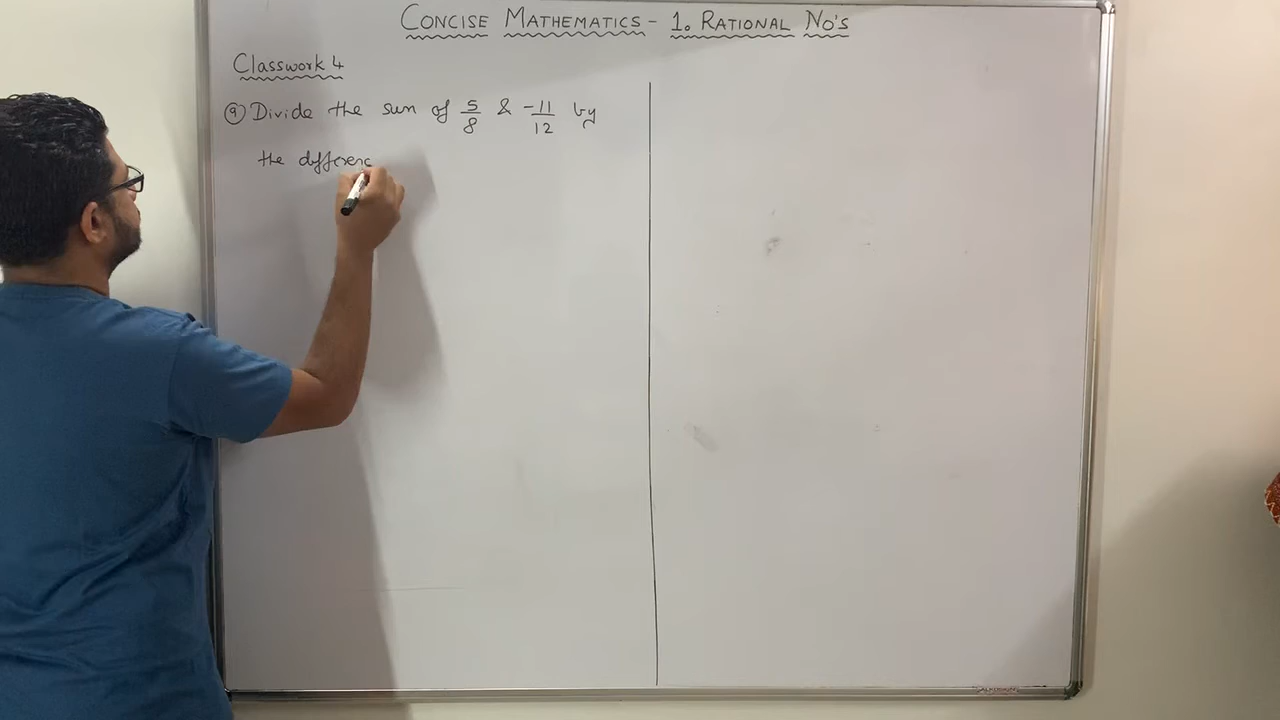 CONCISE MATHEMATICS - 1. RATIONAL NO'S
Classwork 4
9) Divide the sum of 5/8 & -11/12 by
the differenc